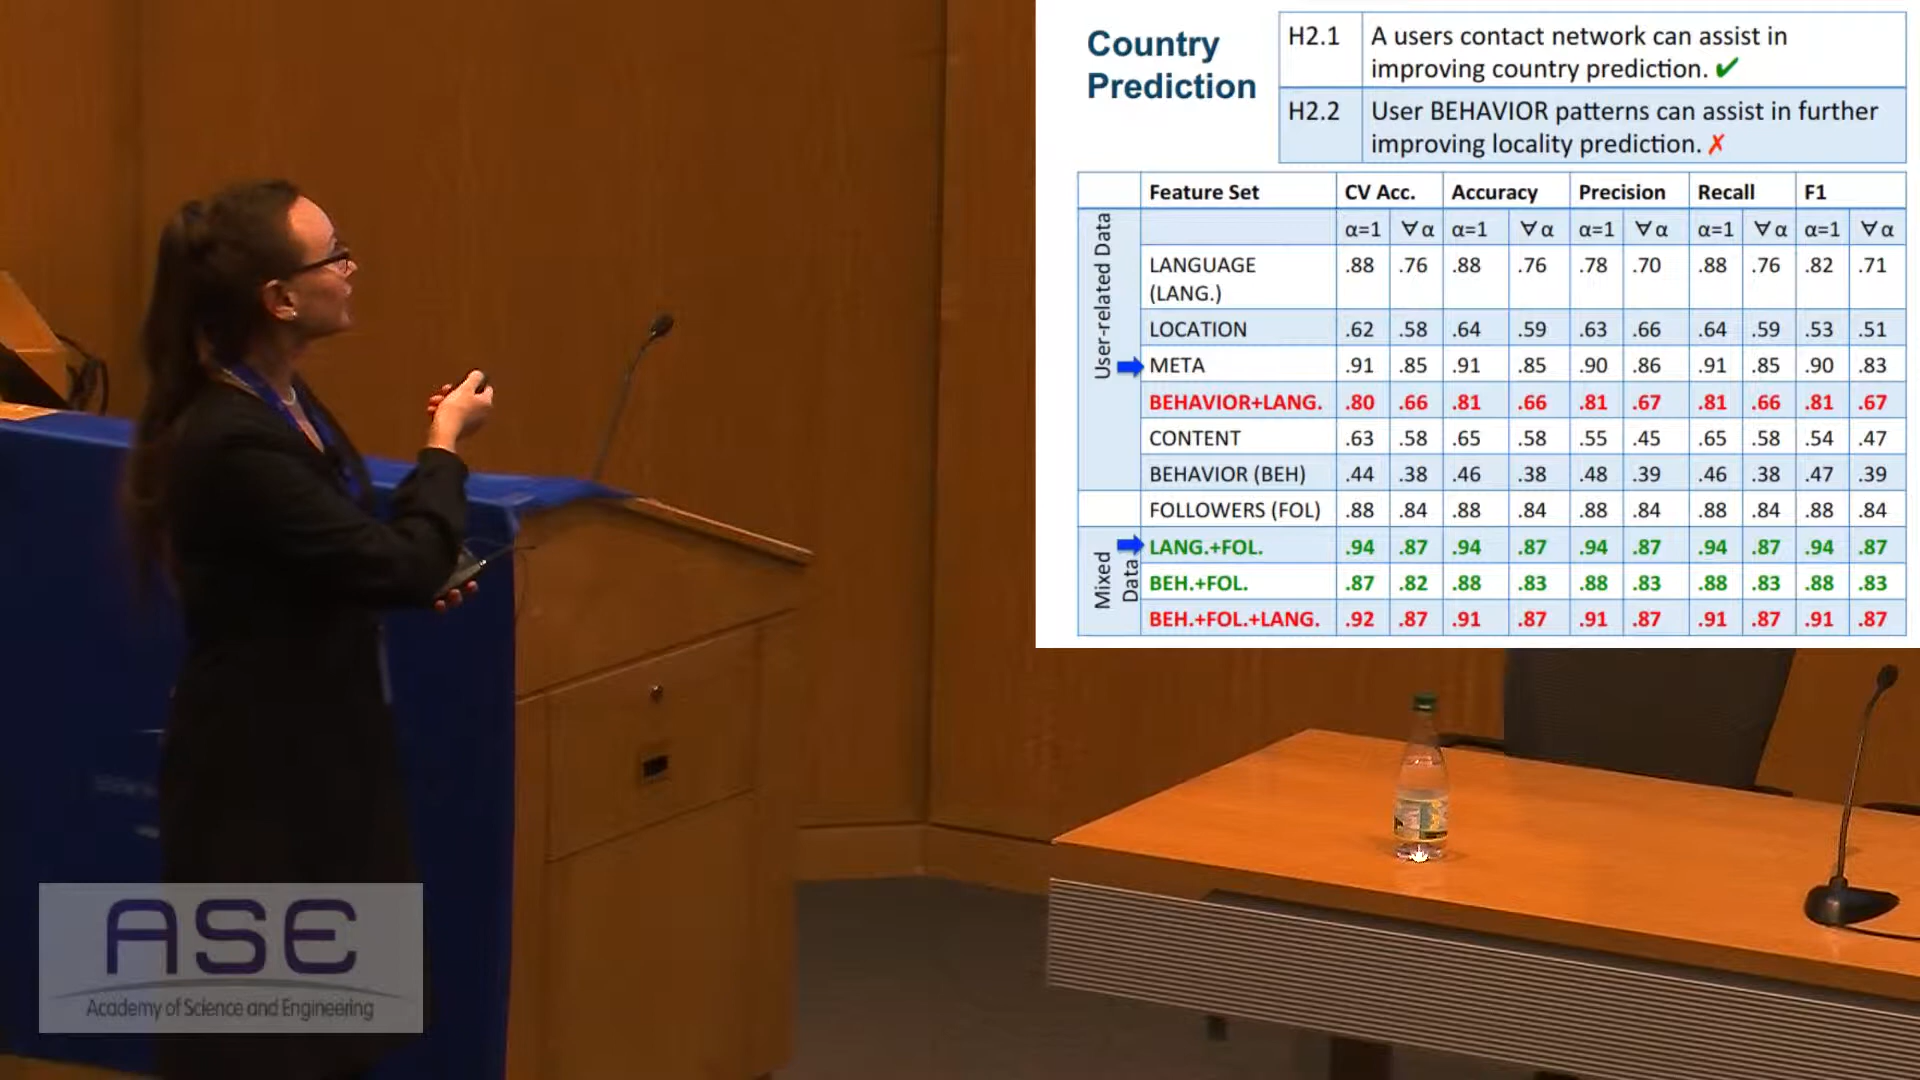 Country
Prediction
H2.1 A users contact network can assist in
improving country prediction. ✔
H2.2 User BEHAVIOR patterns can assist in further
improving locality prediction. ✗
Feature Set CV Acc. Accuracy Precision Recall F1
α=1 ∀α α=1 ∀α α=1 ∀α α=1 ∀α α=1 ∀α
User-related Data
LANGUAGE .88 .76 .88 .76 .78 .70 .88 .76 .82 .71
(LANG.)
LOCATION .62 .58 .64 .59 .63 .66 .64 .59 .53 .51
META .91 .85 .91 .85 .90 .86 .91 .85 .90 .83
BEHAVIOR+LANG. .80 .66 .81 .66 .81 .67 .81 .66 .81 .67
CONTENT .63 .58 .65 .58 .55 .45 .65 .58 .54 .47
BEHAVIOR (BEH) .44 .38 .46 .38 .48 .39 .46 .38 .47 .39
FOLLOWERS (FOL) .88 .84 .88 .84 .88 .84 .88 .84 .88 .84
Mixed
Data
LANG.+FOL. .94 .87 .94 .87 .94 .87 .94 .87 .94 .87
BEH.+FOL. .87 .82 .88 .83 .88 .83 .88 .83 .88 .83
BEH.+FOL.+LANG. .92 .87 .91 .87 .91 .87 .91 .87 .91 .87
ASE
Academy of Science and Engineering